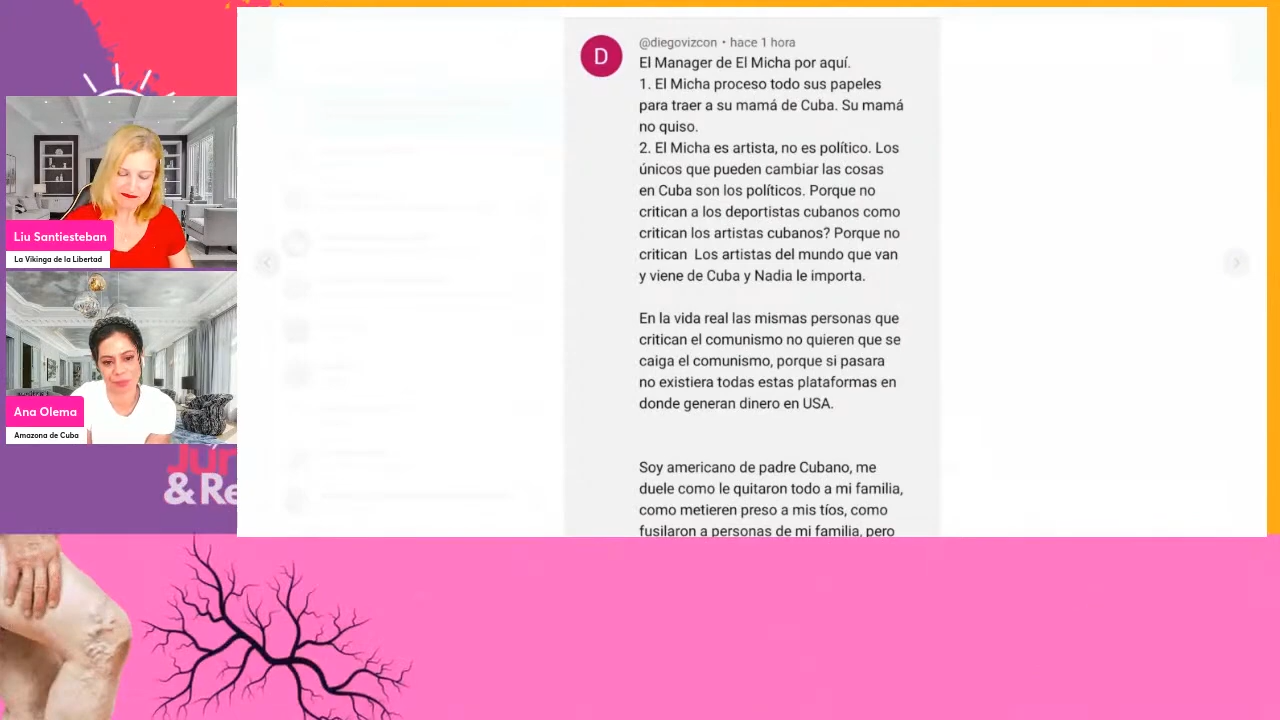 @diegovizcon • hace 1 hora
D
El Manager de El Micha por aquí.
1. El Micha proceso todo sus papeles
para traer a su mamá de Cuba. Su mamá
no quiso.
2. El Micha es artista, no es político. Los
únicos que pueden cambiar las cosas
en Cuba son los políticos. Porque no
critican a los deportistas cubanos como
critican los artistas cubanos? Porque no
critican Los artistas del mundo que van
y viene de Cuba y Nadia le importa.
En la vida real las mismas personas que
critican el comunismo no quieren que se
caiga el comunismo, porque si pasara
no existiera todas estas plataformas en
donde generan dinero en USA.
Soy americano de padre Cubano, me
duele como le quitaron todo a mi familia,
como metieren preso a mis tíos, como
fusilaron a personas de mi familia, pero
Liu Santiesteban
La Vikinga de la Libertad
Ana Olema
Amazona de Cuba
& Re